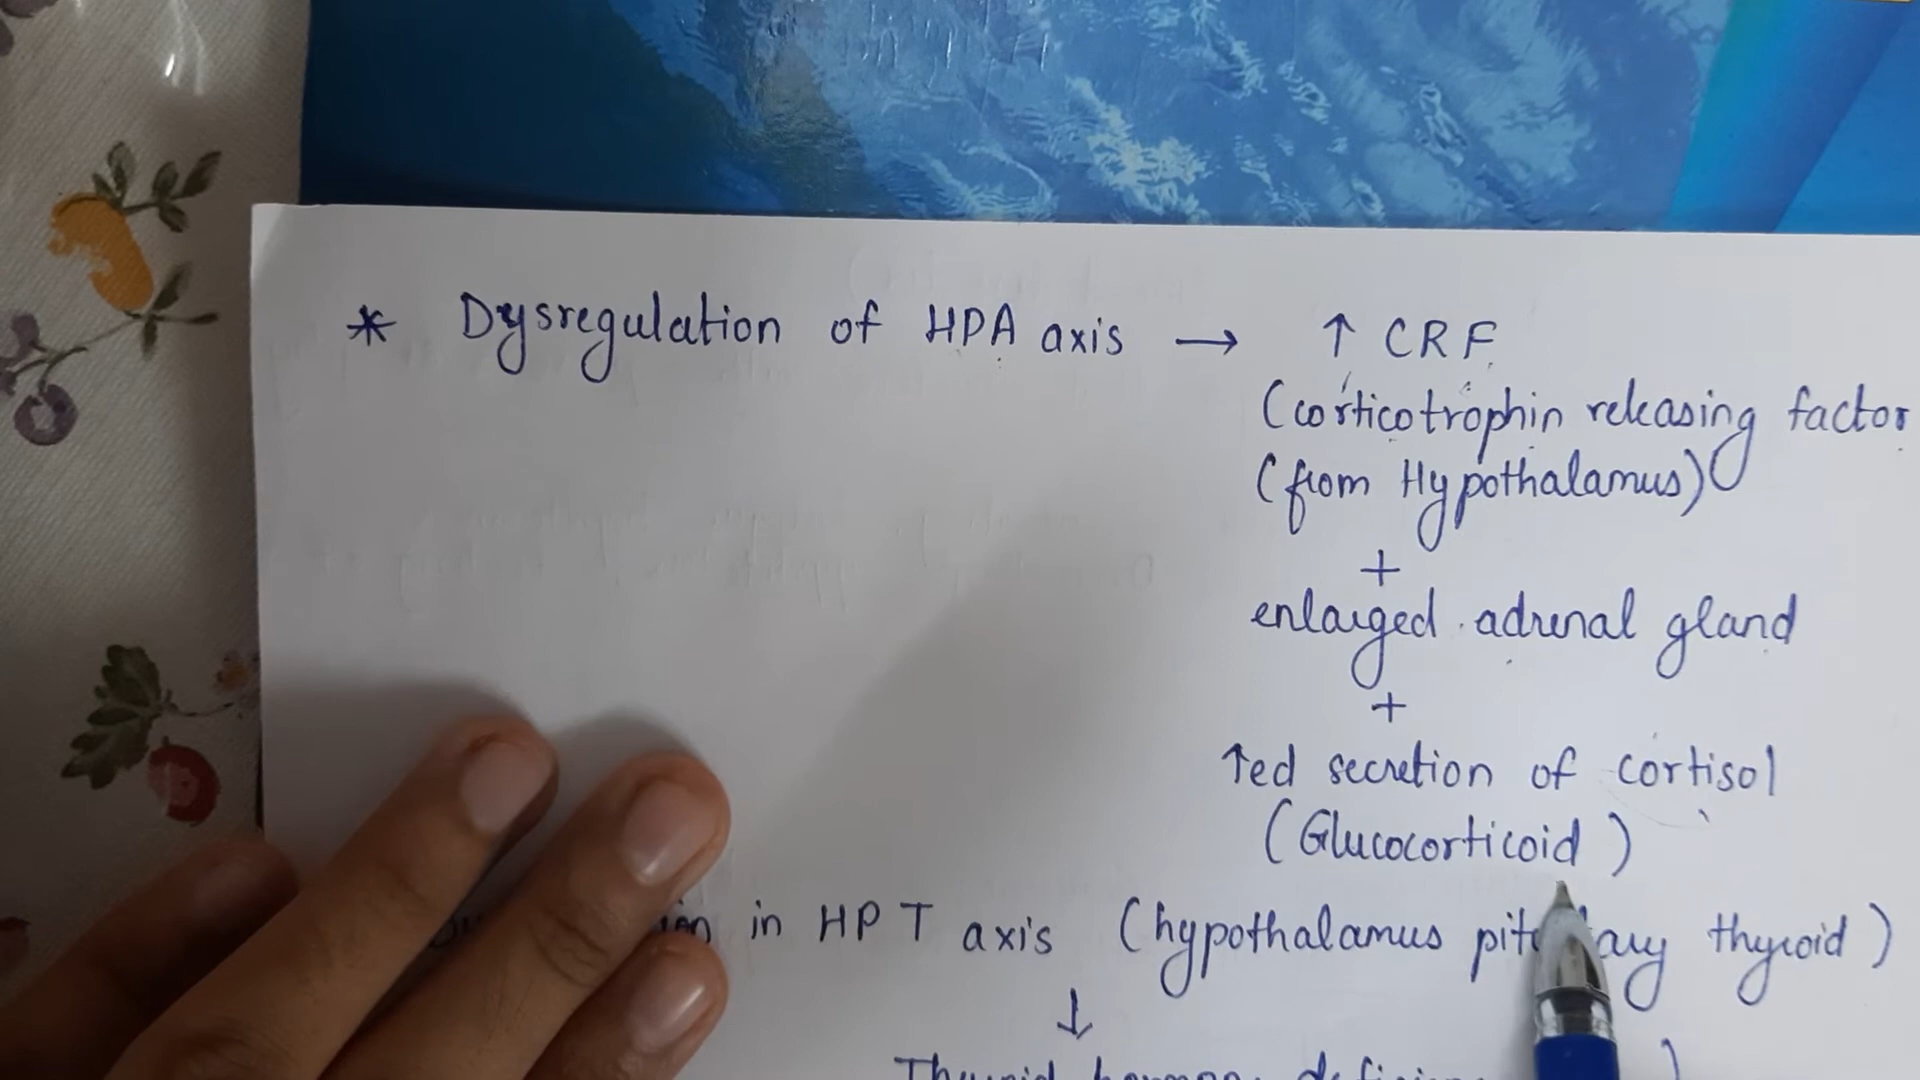 * Dysregulation of HPA axis → ↑ CRF
(corticotrophin releasing factor
(from Hypothalamus))
+
enlarged adrenal gland
+
↑ed secretion of cortisol
(Glucocorticoid)
in HPT axis (hypothalamus thyroid)
↓
Thyroid